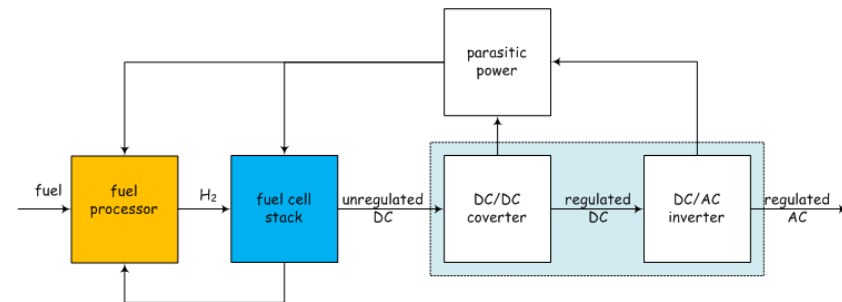 parasitic
power
fuel
fuel
processor
H₂
fuel cell
stack
unregulated
DC
DC/DC
coverter
regulated
DC
DC/AC
inverter
regulated
AC